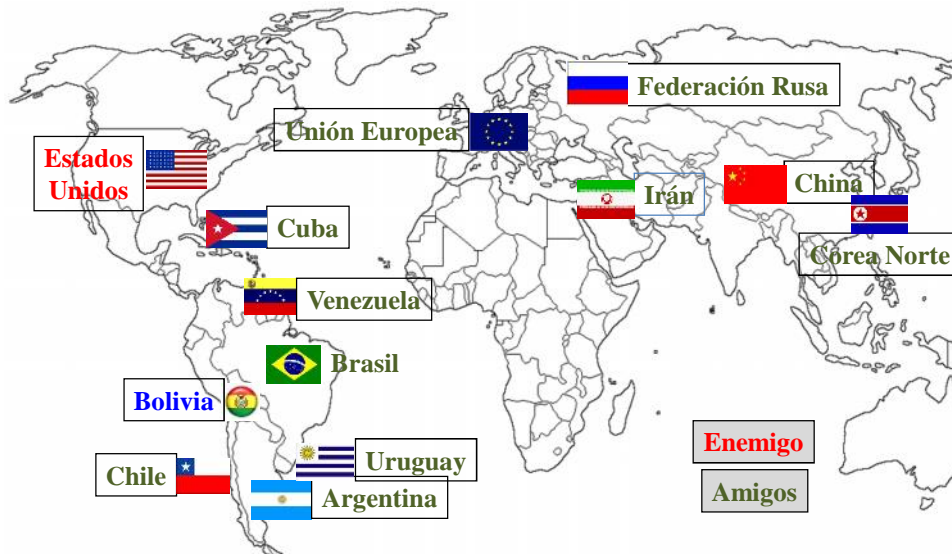 Federación Rusa
Unión Europea
Estados
Unidos
Irán
China
Cuba
Corea Norte
Venezuela
Brasil
Bolivia
Enemigo
Uruguay
Chile
Amigos
Argentina